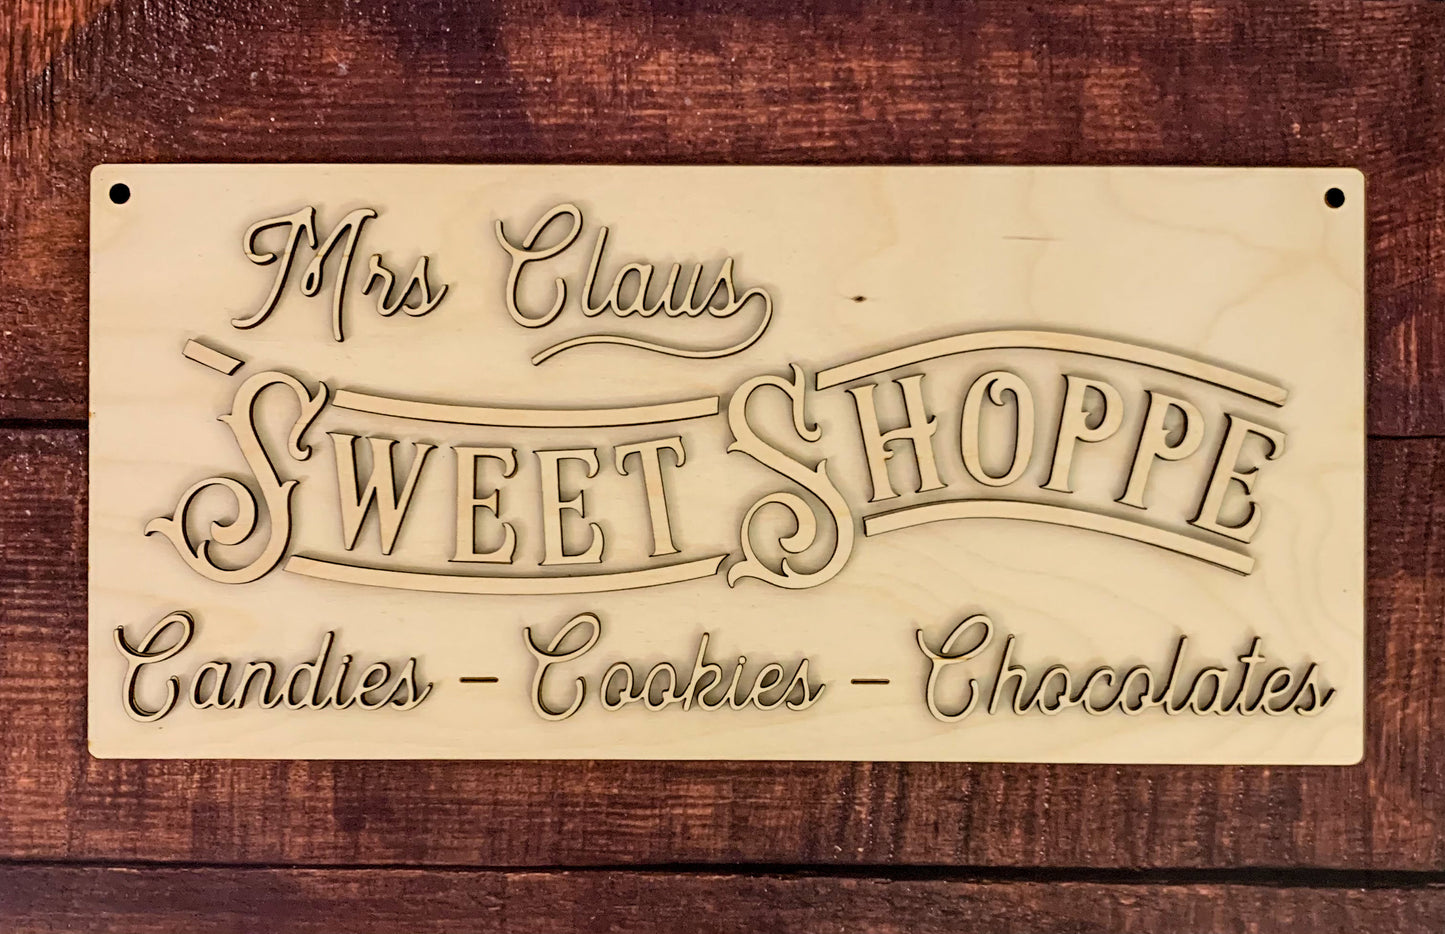 Mrs Claus
SWEET SHOPPE
Candies - Cookies - Chocolates